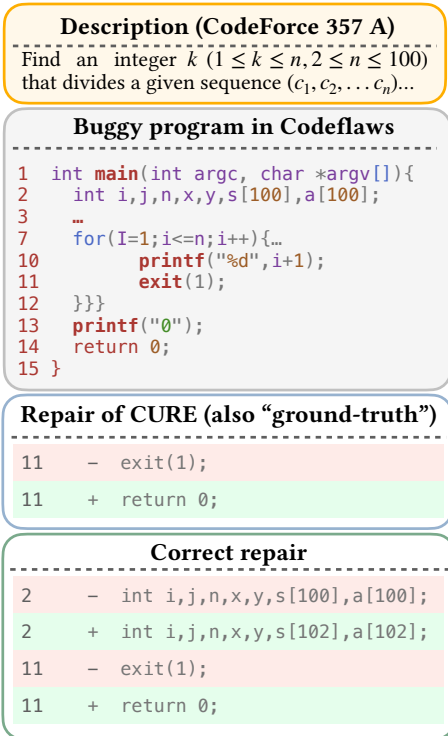 Description (CodeForce 357 A)
Find an integer k (1 ≤ k ≤ n, 2 ≤ n ≤ 100)
that divides a given sequence (c₁, c₂, . . . cₙ)...
Buggy program in Codeflaws
1 int main(int argc, char *argv[]){
2 int i,j,n,x,y,s[100],a[100];
3 …
7 for(I=1;i<=n;i++){…
10 printf("%d",i+1);
11 exit(1);
12 }}}
13 printf("0");
14 return 0;
15 }
Repair of CURE (also “ground-truth”)
11 − exit(1);
11 + return 0;
Correct repair
2 − int i,j,n,x,y,s[100],a[100];
2 + int i,j,n,x,y,s[102],a[102];
11 − exit(1);
11 + return 0;